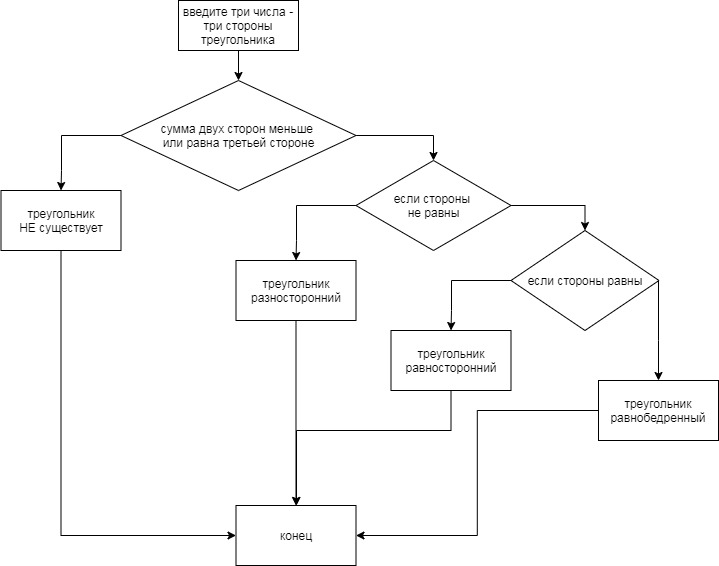 введите три числа -
три стороны
треугольника
сумма двух сторон меньше
или равна третьей стороне
треугольник
НЕ существует
если стороны
не равны
треугольник
разносторонний
если стороны равны
треугольник
равносторонний
треугольник
равнобедренный
конец